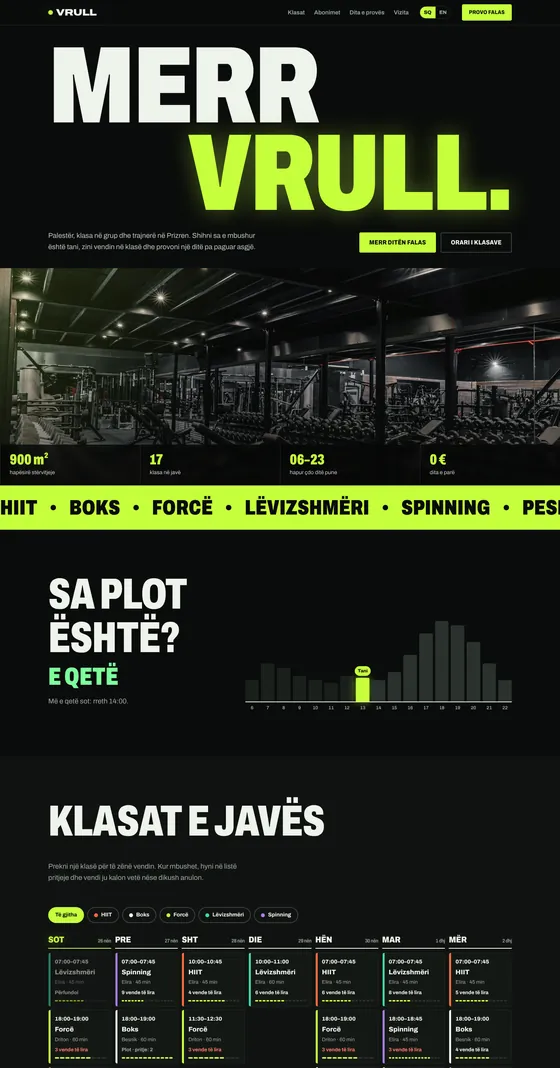 VRULL
Klasat
Abonimet
Dita e provës
Vizita
SQ EN
PROVO FALAS
MERR
VRULL.
Palestër, klasa në grup dhe trajnerë në Prizren. Shihni sa e mbushur
është tani, zini vendin në klasë dhe provoni një ditë pa paguar asgjë.
MERR DITËN FALAS
ORARI I KLASAVE
900 m²
hapësirë stërvitjeje
17
klasa në javë
06–23
hapur çdo ditë pune
0 €
dita e parë
HIIT • BOKS • FORCË • LËVIZSHMËRI • SPINNING • PESH
SA PLOT
ËSHTË?
E QETË
Më e qetë sot: rreth 14:00.
Tani
6 7 8 9 10 11 12 13 14 15 16 17 18 19 20 21 22
KLASAT E JAVËS
Prekni një klasë për të zënë vendin. Kur mbushet, hyni në listë
pritjeje dhe vendi ju kalon vetë nëse dikush anulon.
Të gjitha
HIIT
Boks
Forcë
Lëvizshmëri
Spinning
SOT 26 nën
07:00–07:45
Lëvizshmëri
Elira · 45 min
Përfundoi
18:00–19:00
Forcë
Driton · 60 min
3 vende të lira
PRE 27 nën
07:00–07:45
Spinning
Elira · 45 min
9 vende të lira
18:00–19:00
Boks
Besnik · 60 min
Plot · pritje: 2
SHT 28 nën
10:00–10:45
HIIT
Elira · 45 min
4 vende të lira
11:30–12:30
Forcë
Driton · 60 min
3 vende të lira
DIE 29 nën
10:00–11:00
Lëvizshmëri
Elira · 60 min
6 vende të lira
HËN 30 nën
07:00–07:45
HIIT
Elira · 45 min
5 vende të lira
18:00–19:00
Forcë
Driton · 60 min
3 vende të lira
MAR 1 dhj
07:00–07:45
Lëvizshmëri
Elira · 45 min
8 vende të lira
18:00–18:45
Spinning
Elira · 45 min
3 vende të lira
MËR 2 dhj
07:00–07:45
HIIT
Elira · 45 min
5 vende të lira
18:00–19:00
Boks
Besnik · 60 min
4 vende të lira